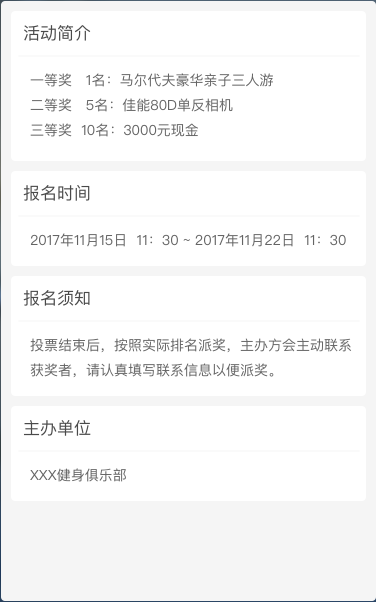 活动简介
一等奖 1名：马尔代夫豪华亲子三人游
二等奖 5名：佳能80D单反相机
三等奖 10名：3000元现金
报名时间
2017年11月15日 11：30 ~ 2017年11月22日 11：30
报名须知
投票结束后，按照实际排名派奖，主办方会主动联系
获奖者，请认真填写联系信息以便派奖。
主办单位
XXX健身俱乐部